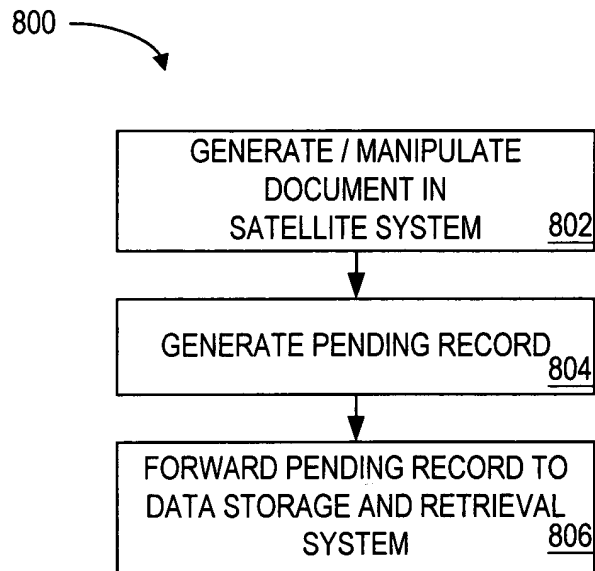 800
GENERATE / MANIPULATE
DOCUMENT IN
SATELLITE SYSTEM
802
GENERATE PENDING RECORD
804
FORWARD PENDING RECORD TO
DATA STORAGE AND RETRIEVAL
SYSTEM
806